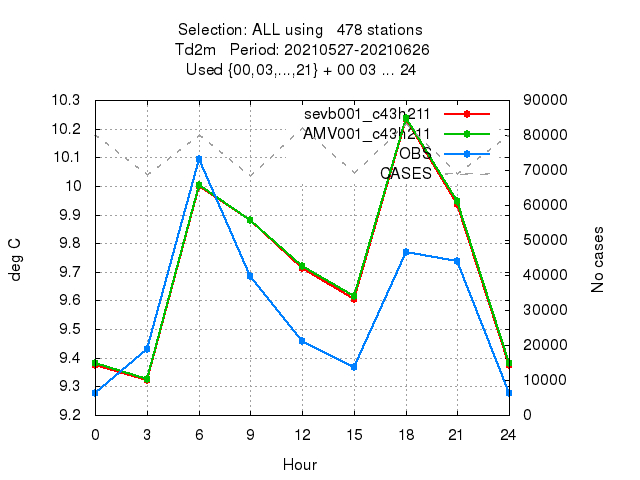 Selection: ALL using   478 stations
Td2m   Period: 20210527-20210626
Used {00,03,...,21} + 00 03 ... 24
sevb001_c43h211
AMV001_c43h211
OBS
CASES
10.3
10.2
10.1
10
9.9
9.8
9.7
9.6
9.5
9.4
9.3
9.2
90000
80000
70000
60000
50000
40000
30000
20000
10000
0
deg C
No cases
0 3 6 9 12 15 18 21 24
Hour